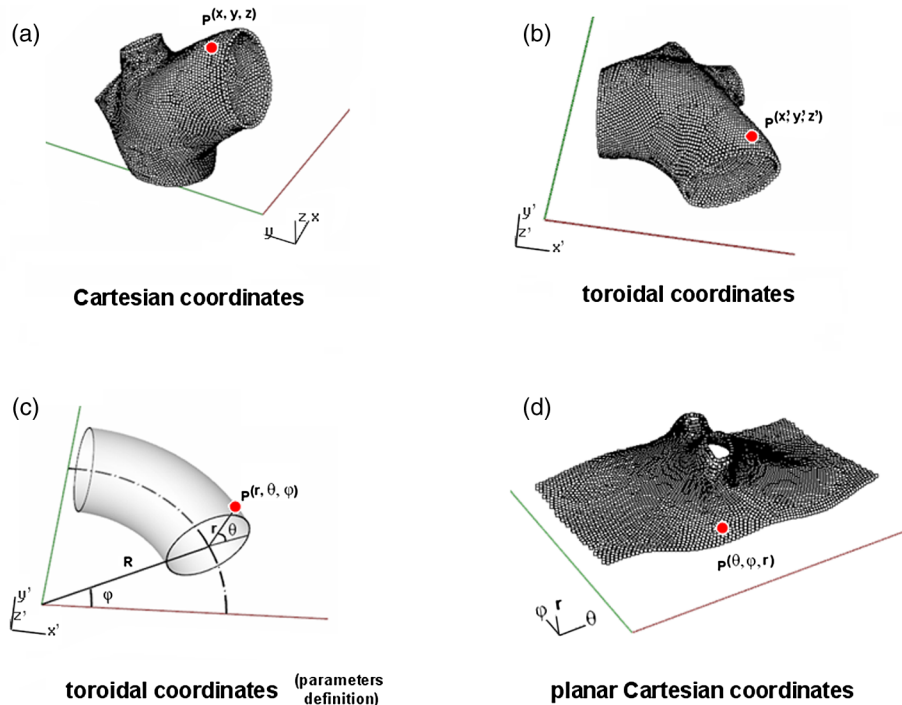 (a)
P(x, y, z)
z x
y
Cartesian coordinates
(b)
P(x', y', z')
y'
z'
x'
toroidal coordinates
(c)
P(r, θ, φ)
r θ
R
φ
y'
z'
x'
toroidal coordinates (parameters
definition)
(d)
P(θ, φ, r)
φ r θ
planar Cartesian coordinates